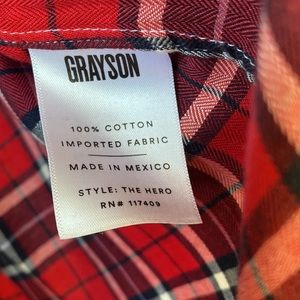 GRAYSON
100% COTTON
IMPORTED FABRIC
MADE IN MEXICO
STYLE: THE HERO
RN# 117409